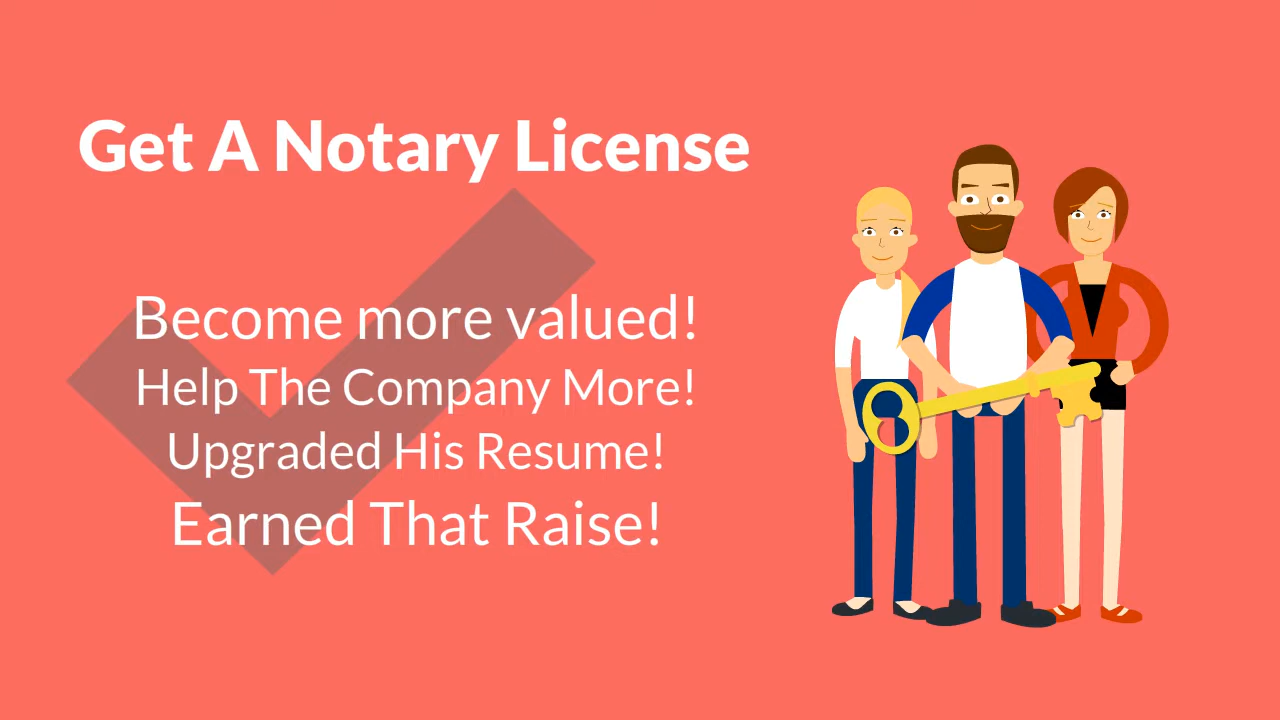 Get A Notary License
Become more valued!
Help The Company More!
Upgraded His Resume!
Earned That Raise!